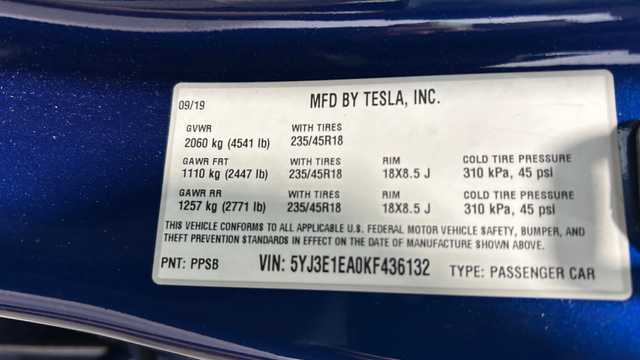 09/19 MFD BY TESLA, INC.
GVWR WITH TIRES
2060 kg (4541 lb) 235/45R18
GAWR FRT WITH TIRES RIM COLD TIRE PRESSURE
1110 kg (2447 lb) 235/45R18 18X8.5 J 310 kPa, 45 psi
GAWR RR WITH TIRES RIM COLD TIRE PRESSURE
1257 kg (2771 lb) 235/45R18 18X8.5 J 310 kPa, 45 psi
THIS VEHICLE CONFORMS TO ALL APPLICABLE U.S. FEDERAL MOTOR VEHICLE SAFETY, BUMPER, AND
THEFT PREVENTION STANDARDS IN EFFECT ON THE DATE OF MANUFACTURE SHOWN ABOVE.
PNT: PPSB VIN: 5YJ3E1EA0KF436132 TYPE: PASSENGER CAR